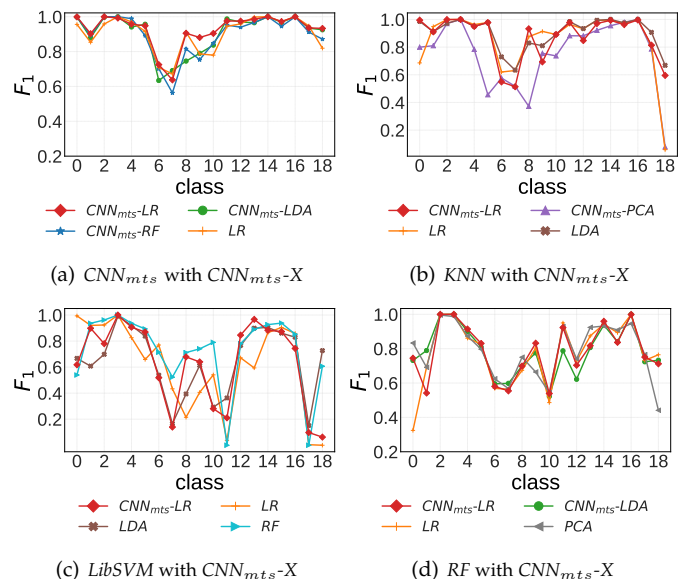 1.0
0.8
0.6
0.4
0.2
F1
0 2 4 6 8 10 12 14 16 18
class
CNNmts-LR
CNNmts-LDA
CNNmts-RF
LR
(a) CNNmts with CNNmts-X
1.0
0.8
0.6
0.4
0.2
F1
0 2 4 6 8 10 12 14 16 18
class
CNNmts-LR
CNNmts-PCA
LR
LDA
(b) KNN with CNNmts-X
1.0
0.8
0.6
0.4
0.2
F1
0 2 4 6 8 10 12 14 16 18
class
CNNmts-LR
LR
LDA
RF
(c) LibSVM with CNNmts-X
1.0
0.8
0.6
0.4
0.2
F1
0 2 4 6 8 10 12 14 16 18
class
CNNmts-LR
CNNmts-LDA
LR
PCA
(d) RF with CNNmts-X